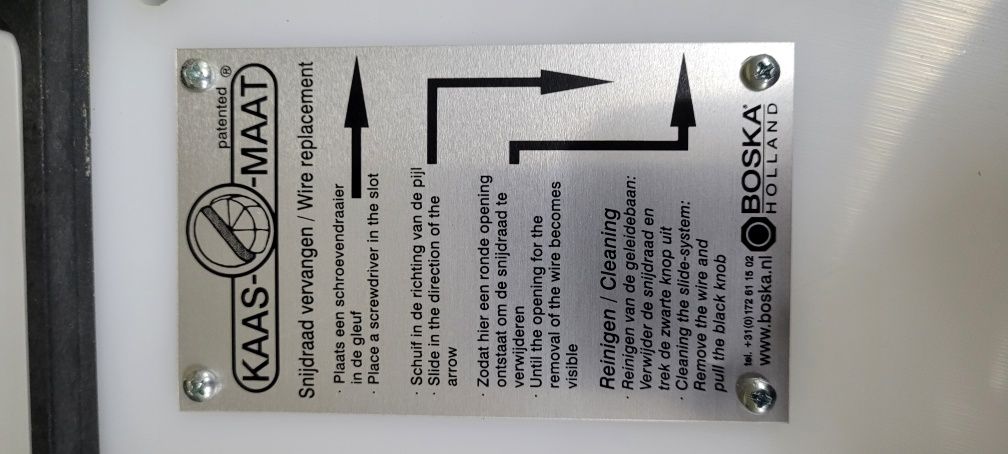 patented ®
KAAS-MAAT
Snijdraad vervangen / Wire replacement
· Plaats een schroevendraaier
in de gleuf
· Place a screwdriver in the slot
· Schuif in de richting van de pijl
· Slide in the direction of the
arrow
· Zodat hier een ronde opening
ontstaat om de snijdraad te
verwijderen
· Until the opening for the
removal of the wire becomes
visible
Reinigen / Cleaning
· Reinigen van de geleidebaan:
Verwijder de snijdraad en
trek de zwarte knop uit
· Cleaning the slide-system:
Remove the wire and
pull the black knob
tel. +31(0)172 61 15 02
www.boska.nl
BOSKA®
HOLLAND